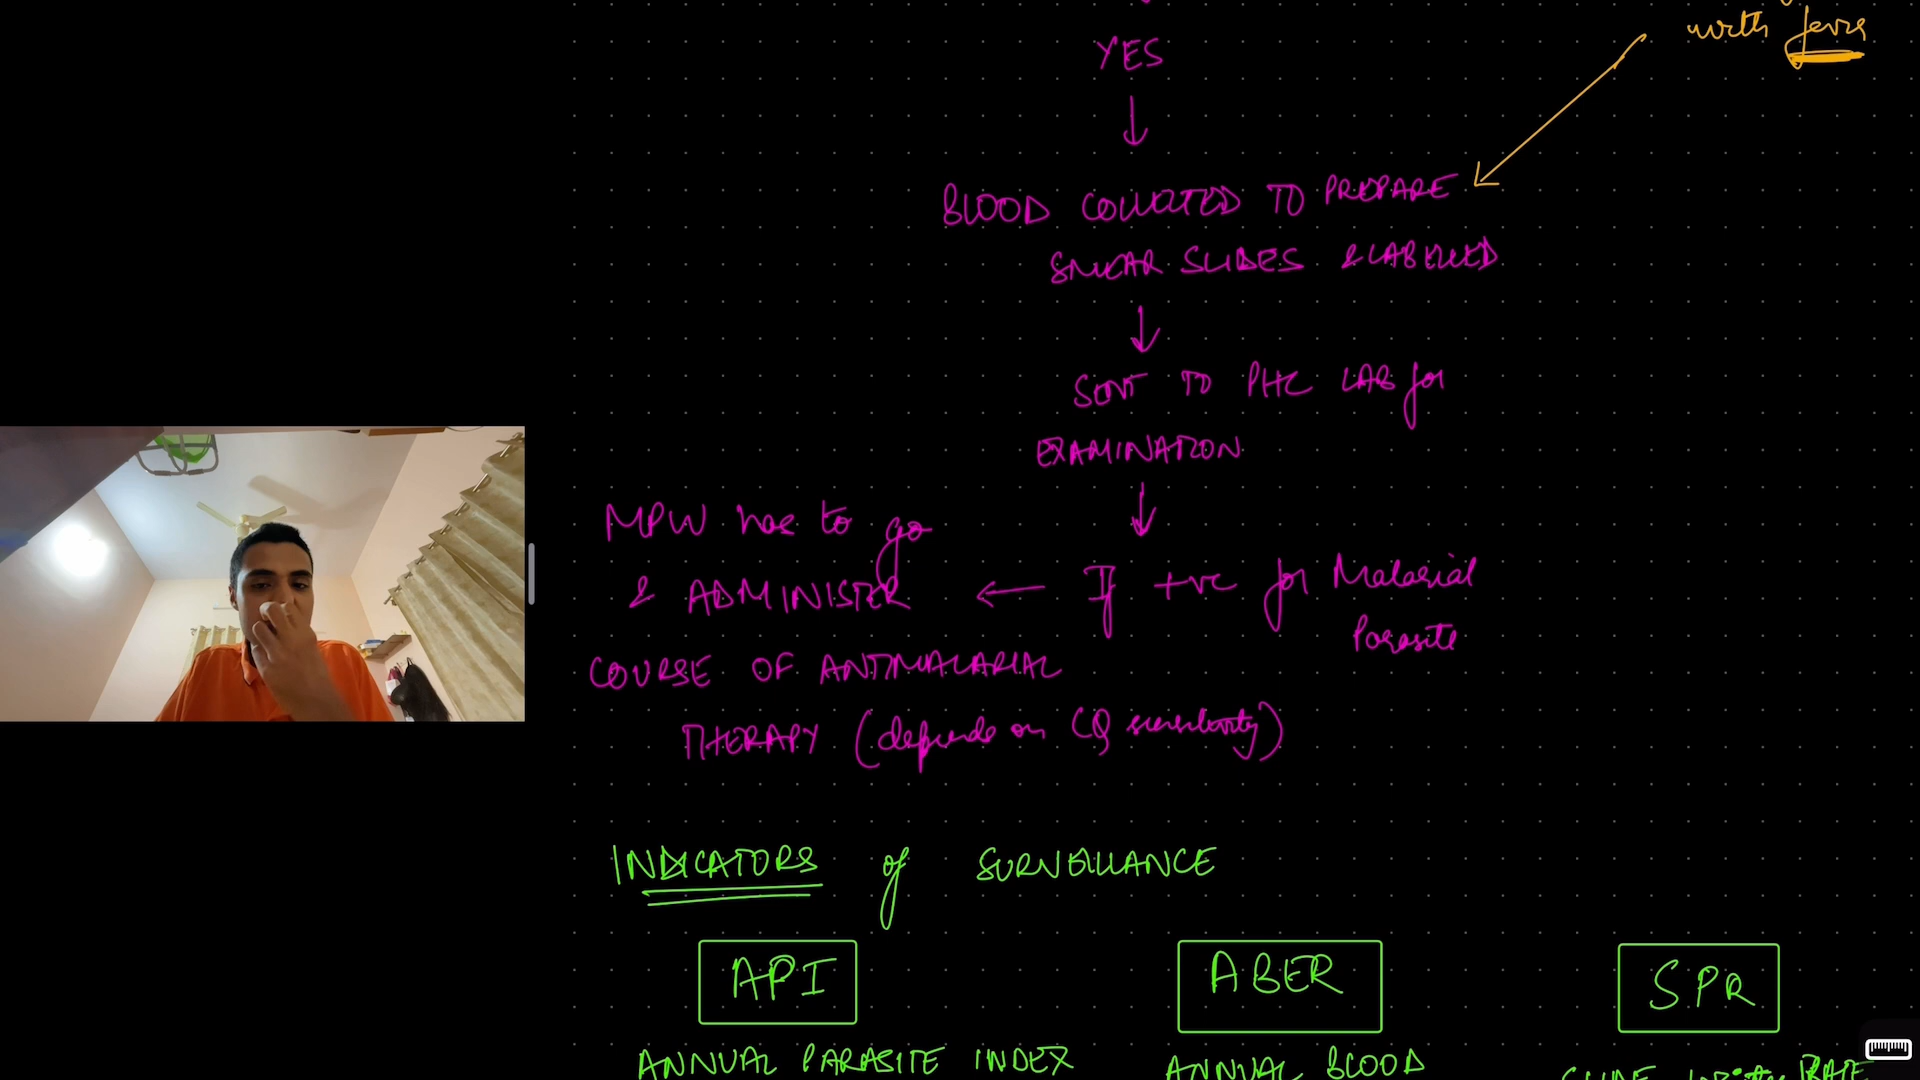 with fever
YES
↓
BLOOD COLLECTED TO PREPARE
SMEAR SLIDES & LABELLED
↓
SENT TO PHC LAB for
EXAMINATION
↓
If +ve for Malarial
Parasite
←
MPW has to go
& ADMINISTER
COURSE OF ANTIMALARIAL
THERAPY (depends on CQ sensitivity)
INDICATORS of SURVEILLANCE
API
ANNUAL PARASITE INDEX
ABER
ANNUAL BLOOD
SPR
SLIDE RATE